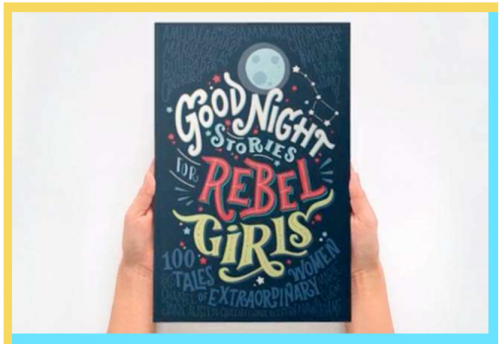 GOOD NIGHT
STORIES
FOR REBEL
GIRLS
100
TALES OF EXTRAORDINARY WOMEN